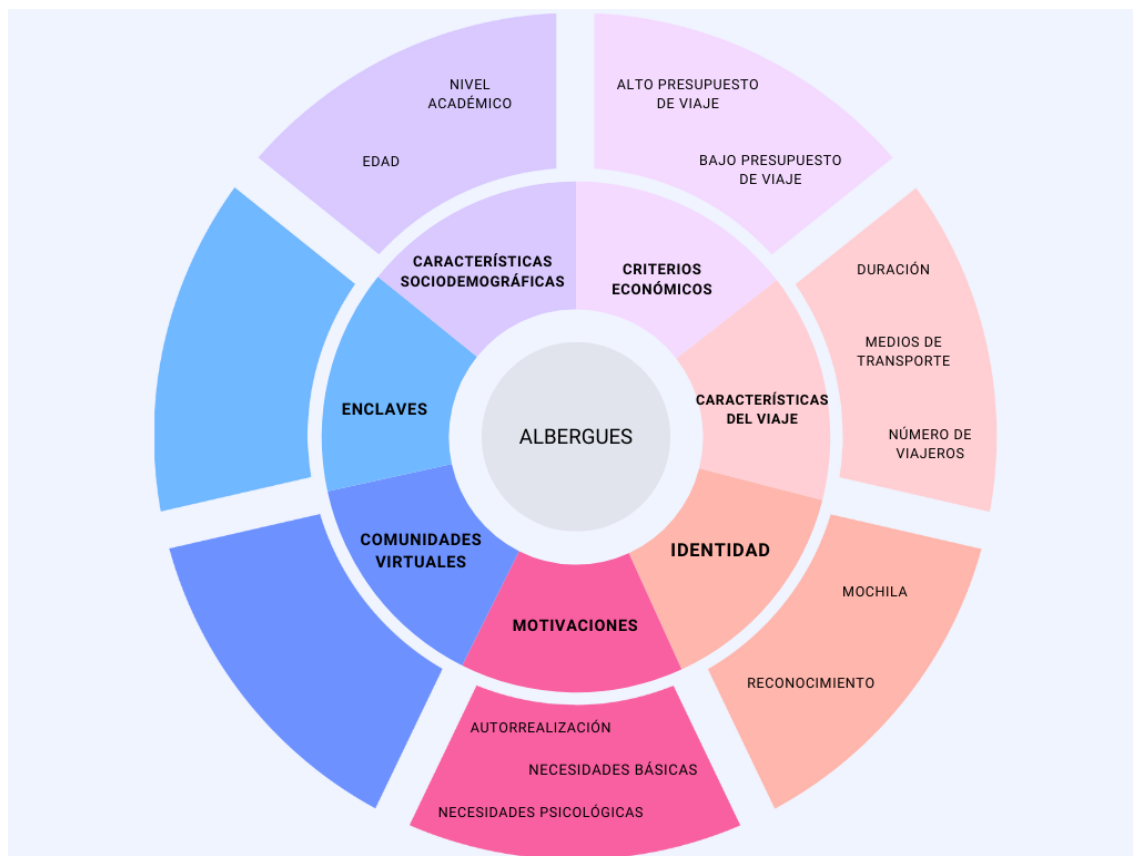 NIVEL
ACADÉMICO
EDAD
ALTO PRESUPUESTO
DE VIAJE
BAJO PRESUPUESTO
DE VIAJE
CARACTERÍSTICAS
SOCIODEMOGRÁFICAS
CRITERIOS
ECONÓMICOS
DURACIÓN
MEDIOS DE
TRANSPORTE
NÚMERO DE
VIAJEROS
CARACTERÍSTICAS
DEL VIAJE
ENCLAVES
ALBERGUES
COMUNIDADES
VIRTUALES
IDENTIDAD
MOCHILA
RECONOCIMIENTO
MOTIVACIONES
AUTORREALIZACIÓN
NECESIDADES BÁSICAS
NECESIDADES PSICOLÓGICAS